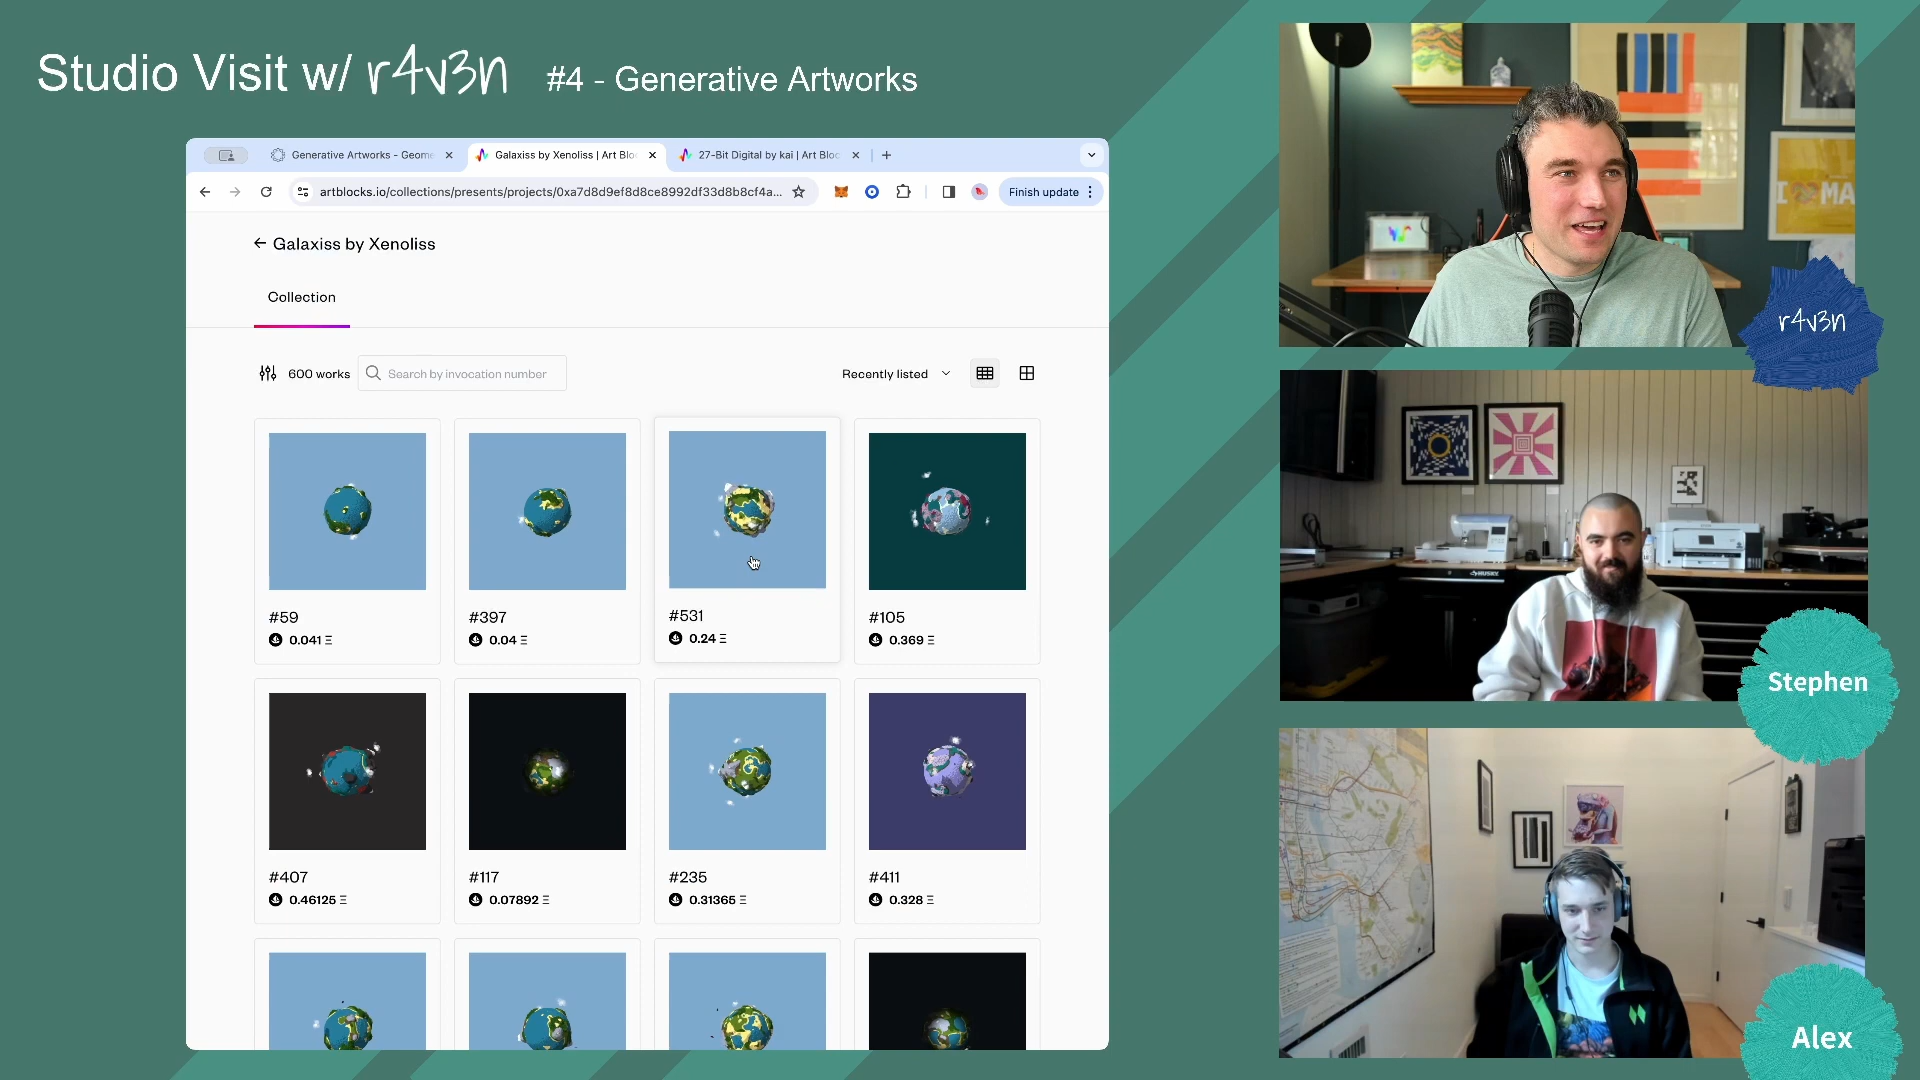 Studio Visit w/ r4v3n #4 - Generative Artworks
Generative Artworks - Geome
Galaxiss by Xenoliss | Art Bloc
27-Bit Digital by kai | Art Bloc
artblocks.io/collections/presents/projects/0xa7d8d9ef8d8ce8992df33d8b8cf4a...
Finish update
← Galaxiss by Xenoliss
Collection
600 works
Search by invocation number
Recently listed
#59
0.041 Ξ
#397
0.04 Ξ
#531
0.24 Ξ
#105
0.369 Ξ
#407
0.46125 Ξ
#117
0.07892 Ξ
#235
0.31365 Ξ
#411
0.328 Ξ
r4v3n
HUSKY
Stephen
Alex